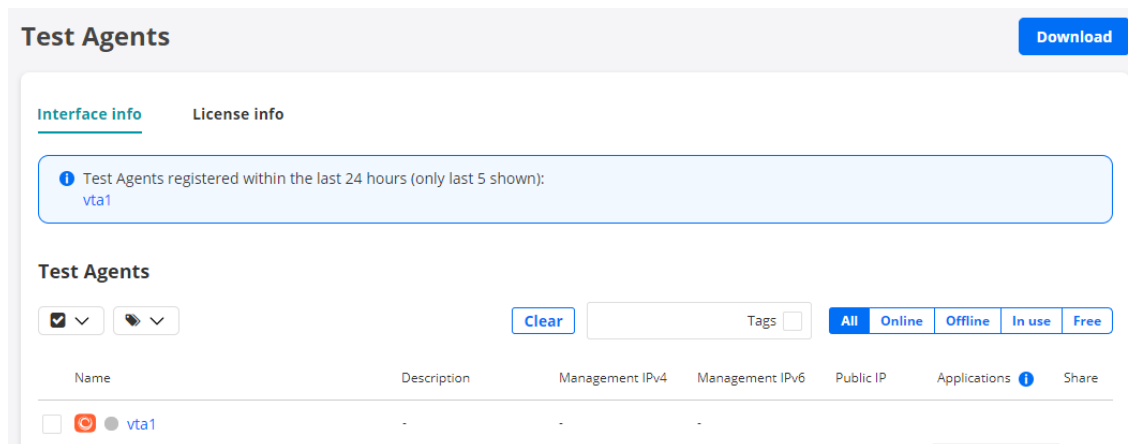 Test Agents
Download
Interface info License info
Test Agents registered within the last 24 hours (only last 5 shown):
vta1
Test Agents
Clear Tags All Online Offline In use Free
Name Description Management IPv4 Management IPv6 Public IP Applications Share
vta1 - - -